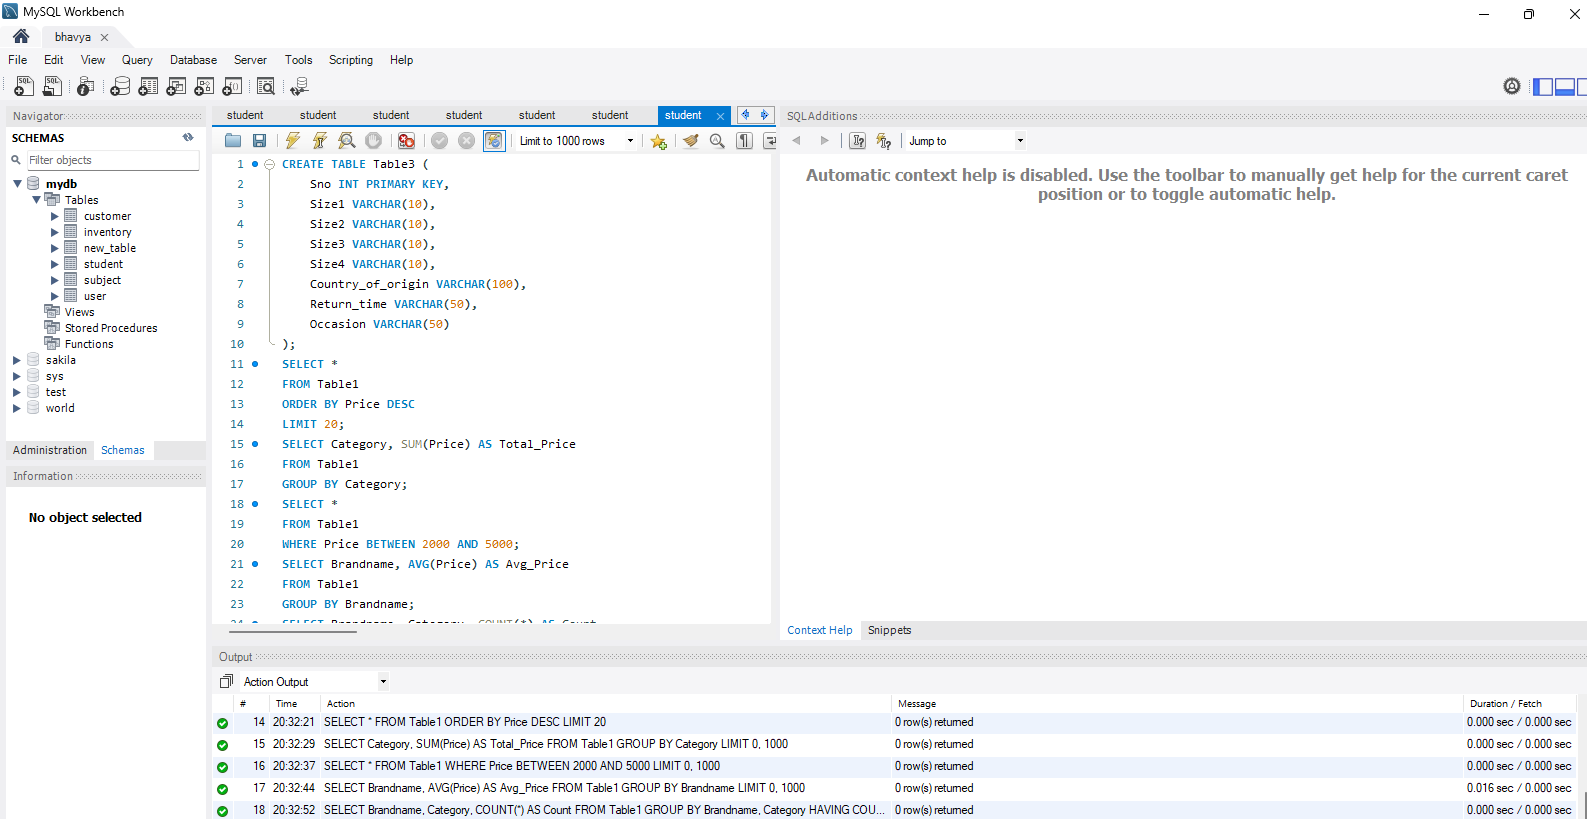 MySQL Workbench
bhavya
File Edit View Query Database Server Tools Scripting Help
Navigator
SCHEMAS
Filter objects
mydb
Tables
customer
inventory
new_table
student
subject
user
Views
Stored Procedures
Functions
sakila
sys
test
world
Administration Schemas
Information
No object selected
student student student student student student student
Limit to 1000 rows
1 CREATE TABLE Table3 (
2 Sno INT PRIMARY KEY,
3 Size1 VARCHAR(10),
4 Size2 VARCHAR(10),
5 Size3 VARCHAR(10),
6 Size4 VARCHAR(10),
7 Country_of_origin VARCHAR(100),
8 Return_time VARCHAR(50),
9 Occasion VARCHAR(50)
10 );
11 SELECT *
12 FROM Table1
13 ORDER BY Price DESC
14 LIMIT 20;
15 SELECT Category, SUM(Price) AS Total_Price
16 FROM Table1
17 GROUP BY Category;
18 SELECT *
19 FROM Table1
20 WHERE Price BETWEEN 2000 AND 5000;
21 SELECT Brandname, AVG(Price) AS Avg_Price
22 FROM Table1
23 GROUP BY Brandname;
24 SELECT Brandname, Category, COUNT(*) AS Count
SQLAdditions
Jump to
Automatic context help is disabled. Use the toolbar to manually get help for the current caret
position or to toggle automatic help.
Context Help Snippets
Output
Action Output
# Time Action Message Duration / Fetch
14 20:32:21 SELECT * FROM Table1 ORDER BY Price DESC LIMIT 20 0 row(s) returned 0.000 sec / 0.000 sec
15 20:32:29 SELECT Category, SUM(Price) AS Total_Price FROM Table1 GROUP BY Category LIMIT 0, 1000 0 row(s) returned 0.000 sec / 0.000 sec
16 20:32:37 SELECT * FROM Table1 WHERE Price BETWEEN 2000 AND 5000 LIMIT 0, 1000 0 row(s) returned 0.000 sec / 0.000 sec
17 20:32:44 SELECT Brandname, AVG(Price) AS Avg_Price FROM Table1 GROUP BY Brandname LIMIT 0, 1000 0 row(s) returned 0.016 sec / 0.000 sec
18 20:32:52 SELECT Brandname, Category, COUNT(*) AS Count FROM Table1 GROUP BY Brandname, Category HAVING COU... 0 row(s) returned 0.000 sec / 0.000 sec